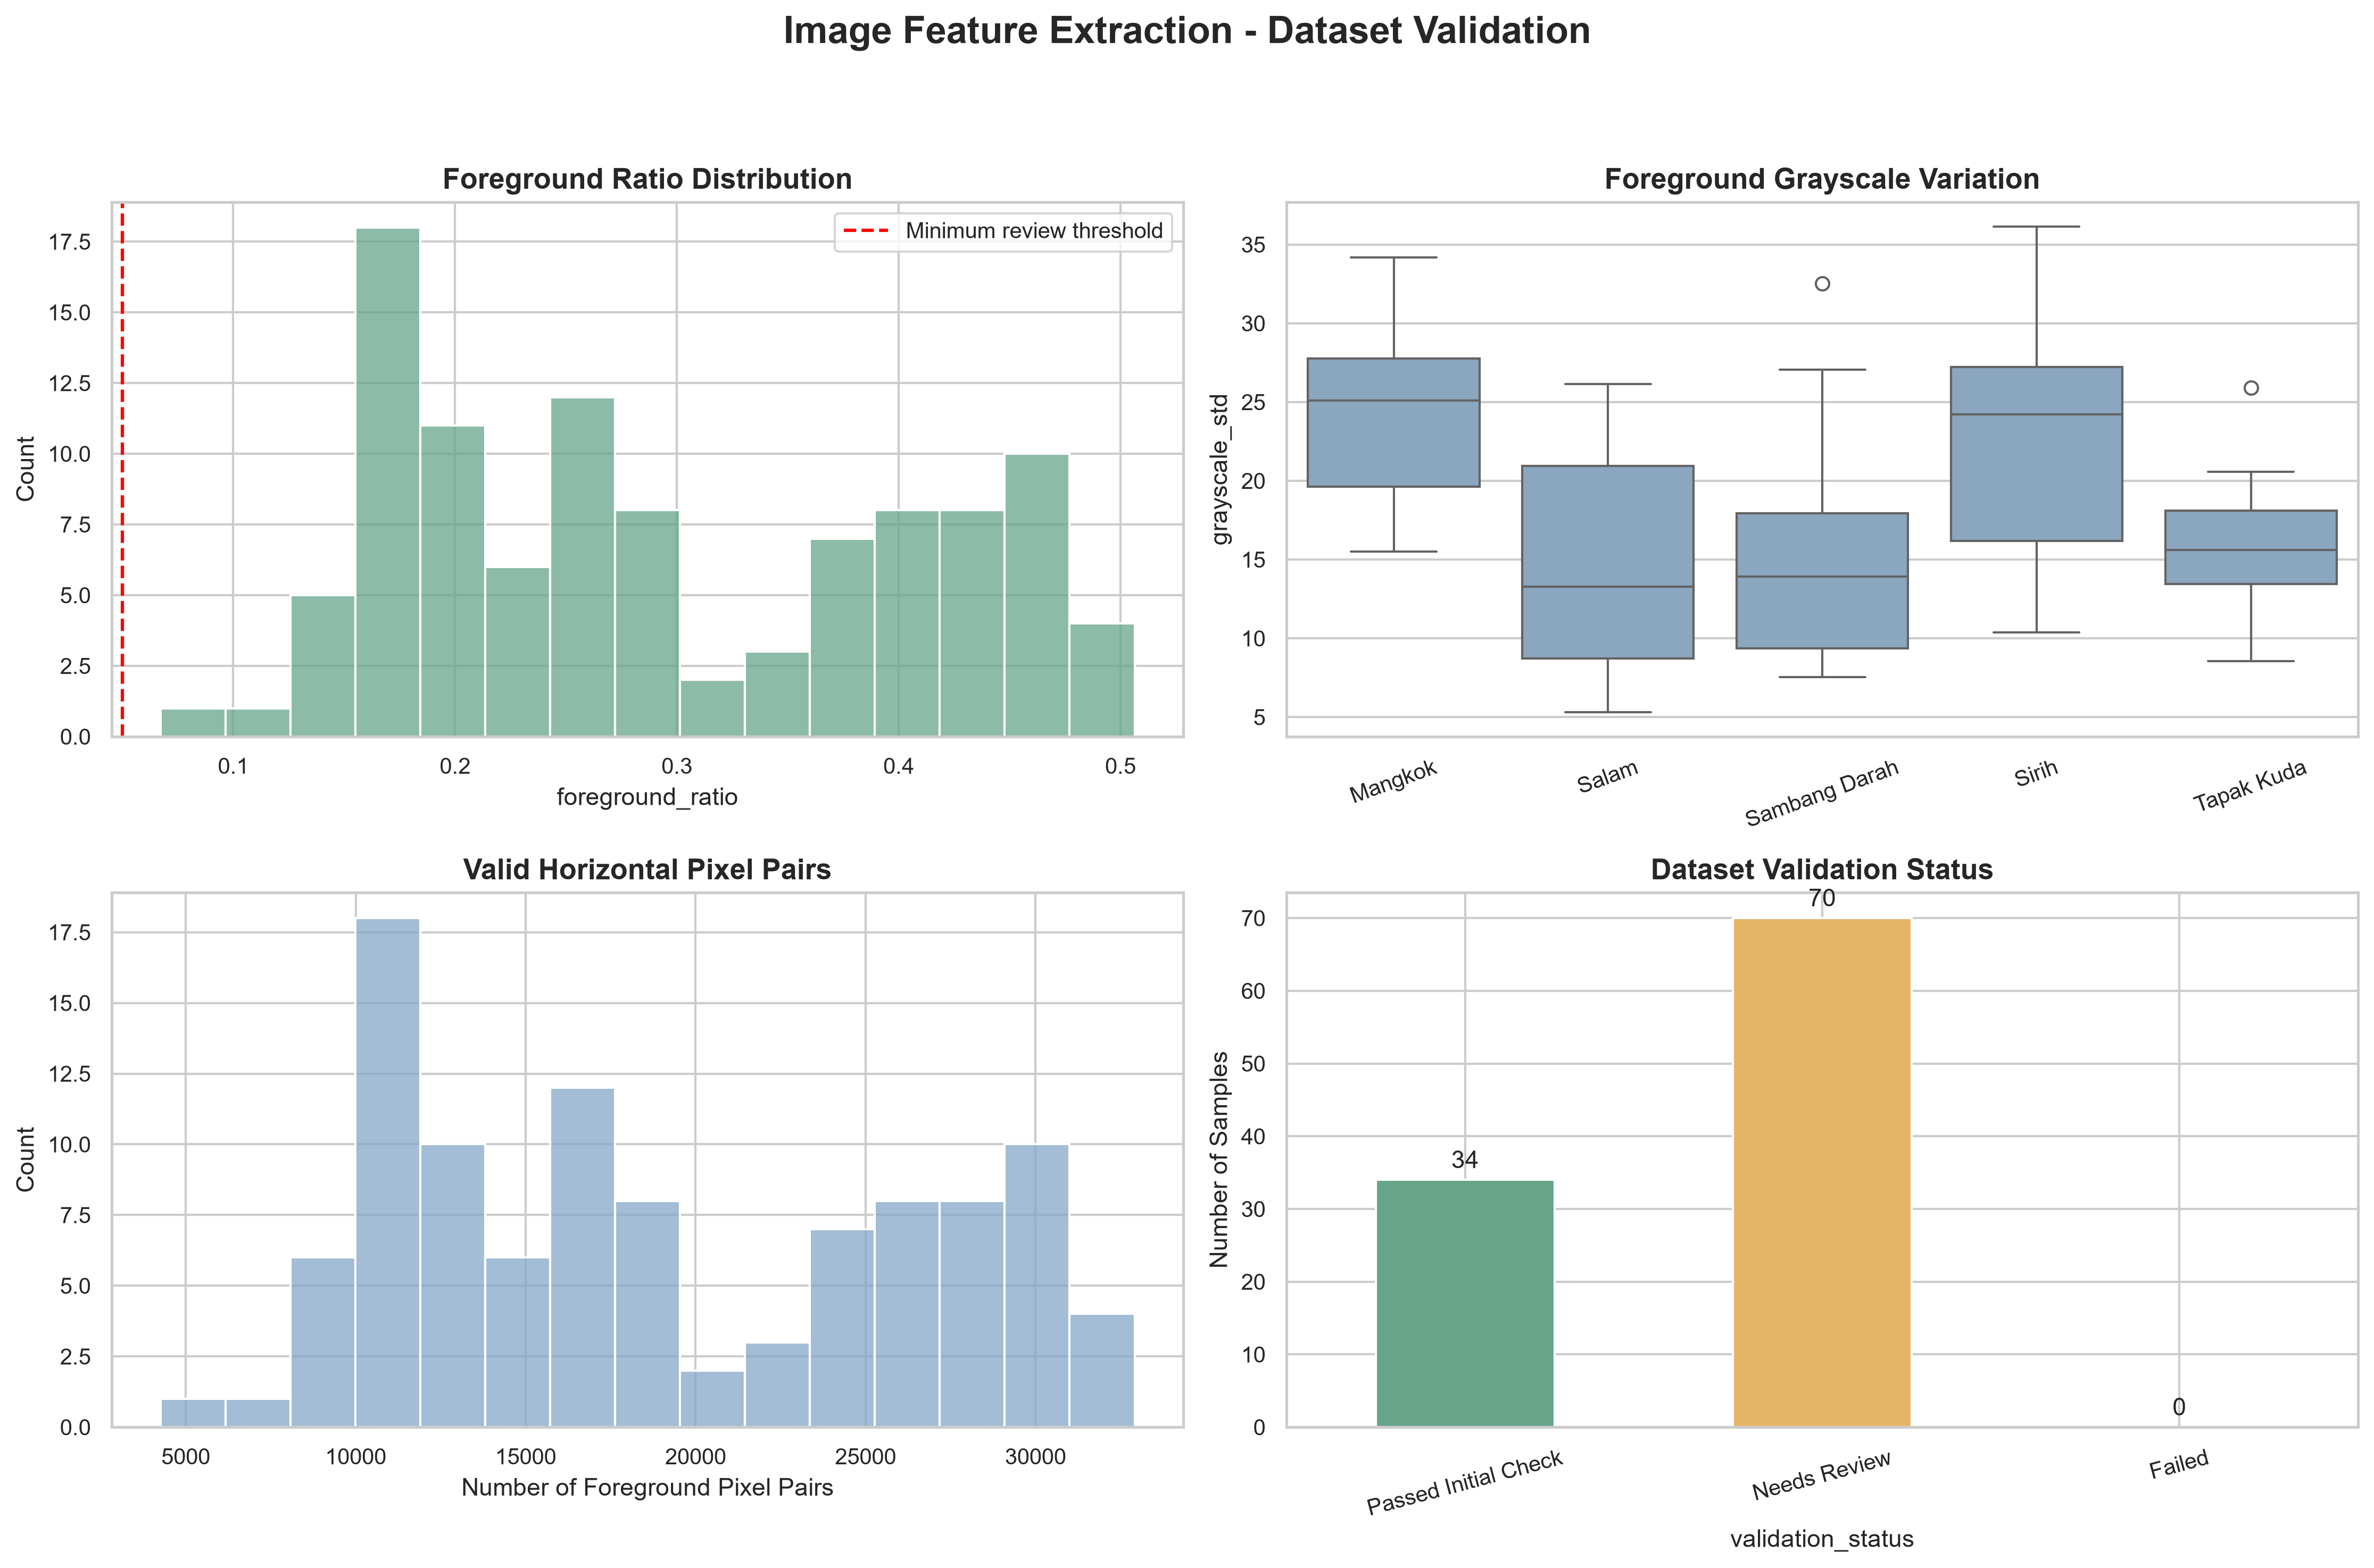 Image Feature Extraction - Dataset Validation
Foreground Ratio Distribution
Minimum review threshold
Count
17.5
15.0
12.5
10.0
7.5
5.0
2.5
0.0
0.1 0.2 0.3 0.4 0.5
foreground_ratio
Foreground Grayscale Variation
grayscale_std
35
30
25
20
15
10
5
Mangkok Salam Sambang Darah Sirih Tapak Kuda
Valid Horizontal Pixel Pairs
Count
17.5
15.0
12.5
10.0
7.5
5.0
2.5
0.0
5000 10000 15000 20000 25000 30000
Number of Foreground Pixel Pairs
Dataset Validation Status
Number of Samples
70
60
50
40
30
20
10
0
34
70
0
Passed Initial Check Needs Review Failed
validation_status